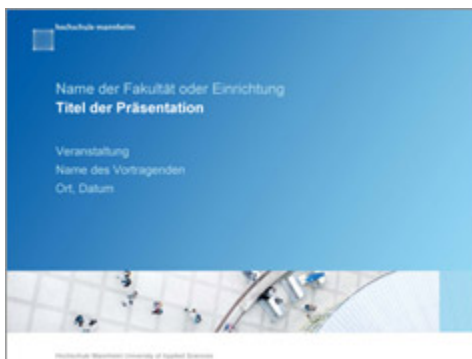 hochschule mannheim
Name der Fakultät oder Einrichtung
Titel der Präsentation
Veranstaltung
Name des Vortragenden
Ort, Datum
Hochschule Mannheim University of Applied Sciences